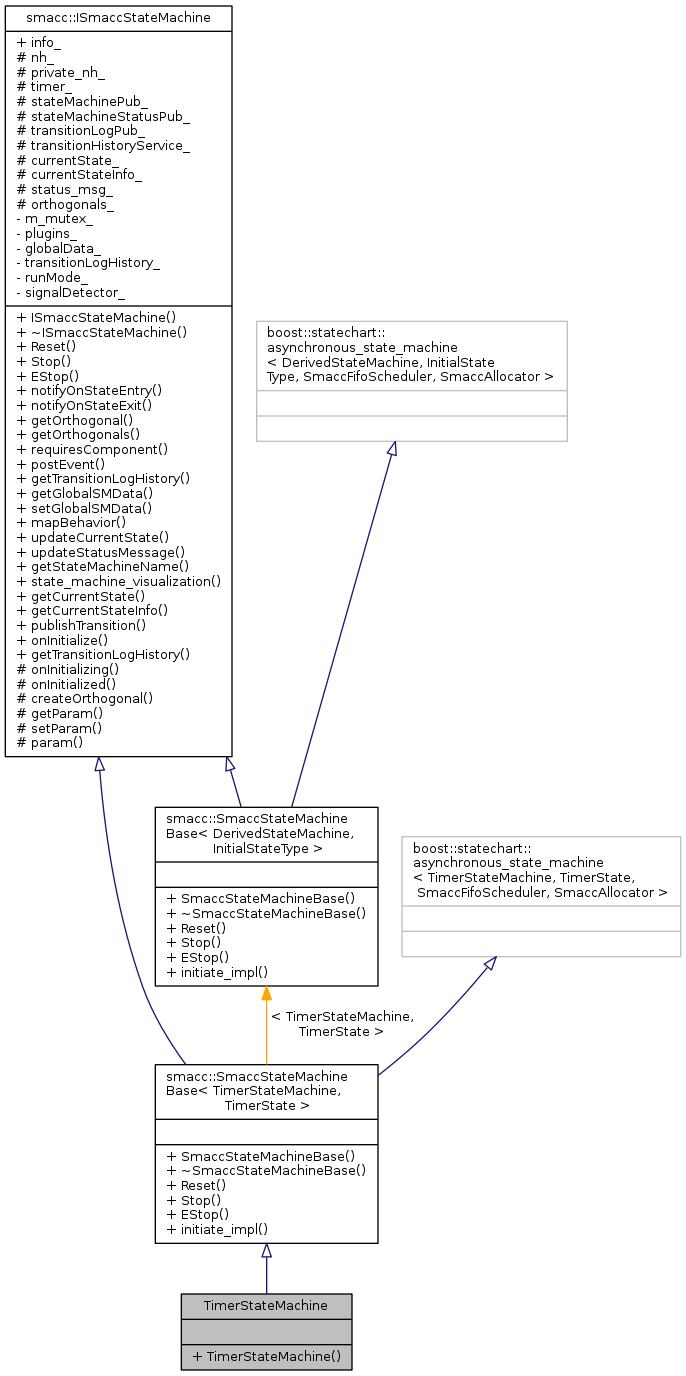 smacc::ISmaccStateMachine
+ info_
# nh_
# private_nh_
# timer_
# stateMachinePub_
# stateMachineStatusPub_
# transitionLogPub_
# transitionHistoryService_
# currentState_
# currentStateInfo_
# status_msg_
# orthogonals_
- m_mutex_
- plugins_
- globalData_
- transitionLogHistory_
- runMode_
- signalDetector_
+ ISmaccStateMachine()
+ ~ISmaccStateMachine()
+ Reset()
+ Stop()
+ EStop()
+ notifyOnStateEntry()
+ notifyOnStateExit()
+ getOrthogonal()
+ getOrthogonals()
+ requiresComponent()
+ postEvent()
+ getTransitionLogHistory()
+ getGlobalSMData()
+ setGlobalSMData()
+ mapBehavior()
+ updateCurrentState()
+ updateStatusMessage()
+ getStateMachineName()
+ state_machine_visualization()
+ getCurrentState()
+ getCurrentStateInfo()
+ publishTransition()
+ onInitialize()
+ getTransitionLogHistory()
# onInitializing()
# onInitialized()
# createOrthogonal()
# getParam()
# setParam()
# param()
boost::statechart::
asynchronous_state_machine
< DerivedStateMachine, InitialState
Type, SmaccFifoScheduler, SmaccAllocator >
smacc::SmaccStateMachine
Base< DerivedStateMachine,
InitialStateType >
+ SmaccStateMachineBase()
+ ~SmaccStateMachineBase()
+ Reset()
+ Stop()
+ EStop()
+ initiate_impl()
boost::statechart::
asynchronous_state_machine
< TimerStateMachine, TimerState,
SmaccFifoScheduler, SmaccAllocator >
< TimerStateMachine,
TimerState >
smacc::SmaccStateMachine
Base< TimerStateMachine,
TimerState >
+ SmaccStateMachineBase()
+ ~SmaccStateMachineBase()
+ Reset()
+ Stop()
+ EStop()
+ initiate_impl()
TimerStateMachine
+ TimerStateMachine()